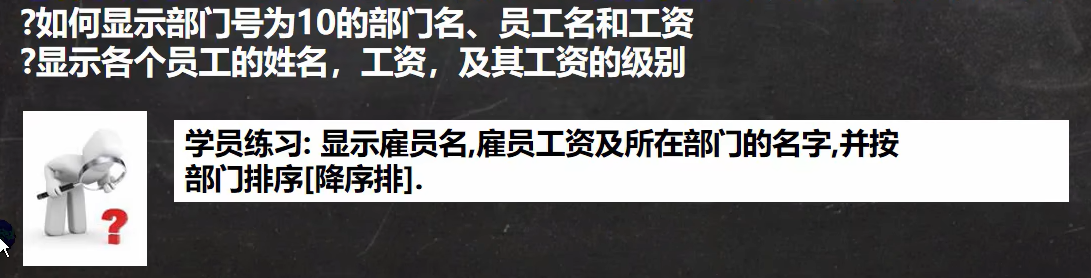 ?如何显示部门号为10的部门名、员工名和工资
?显示各个员工的姓名，工资，及其工资的级别
学员练习: 显示雇员名,雇员工资及所在部门的名字,并按
部门排序[降序排].
?